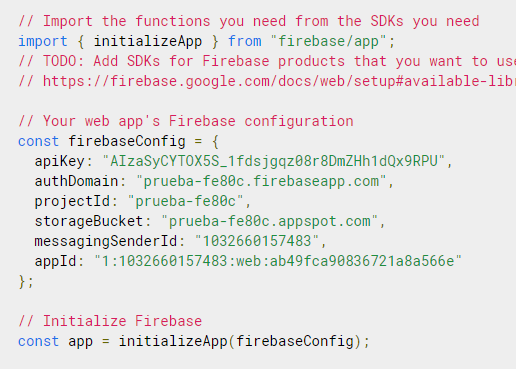 // Import the functions you need from the SDKs you need
import { initializeApp } from "firebase/app";
// TODO: Add SDKs for Firebase products that you want to use
// https://firebase.google.com/docs/web/setup#available-libr

// Your web app's Firebase configuration
const firebaseConfig = {
  apiKey: "AIzaSyCYTOX5S_1fdsjgqz08r8DmZHh1dQx9RPU",
  authDomain: "prueba-fe80c.firebaseapp.com",
  projectId: "prueba-fe80c",
  storageBucket: "prueba-fe80c.appspot.com",
  messagingSenderId: "1032660157483",
  appId: "1:1032660157483:web:ab49fca90836721a8a566e"
};

// Initialize Firebase
const app = initializeApp(firebaseConfig);